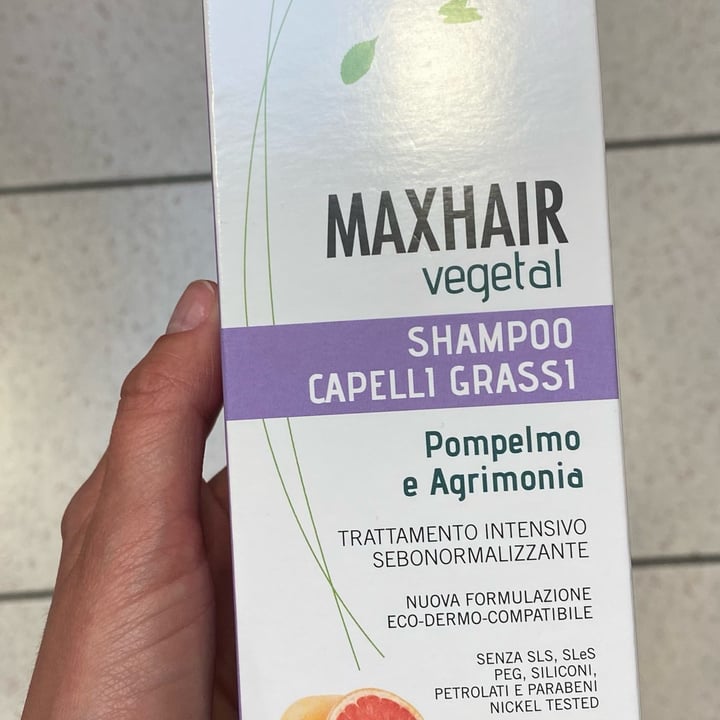 MAXHAIR
vegetal
SHAMPOO
CAPELLI GRASSI
Pompelmo
e Agrimonia
TRATTAMENTO INTENSIVO
SEBONORMALIZZANTE
NUOVA FORMULAZIONE
ECO-DERMO-COMPATIBILE
SENZA SLS, SLeS
PEG, SILICONI,
PETROLATI E PARABENI
NICKEL TESTED